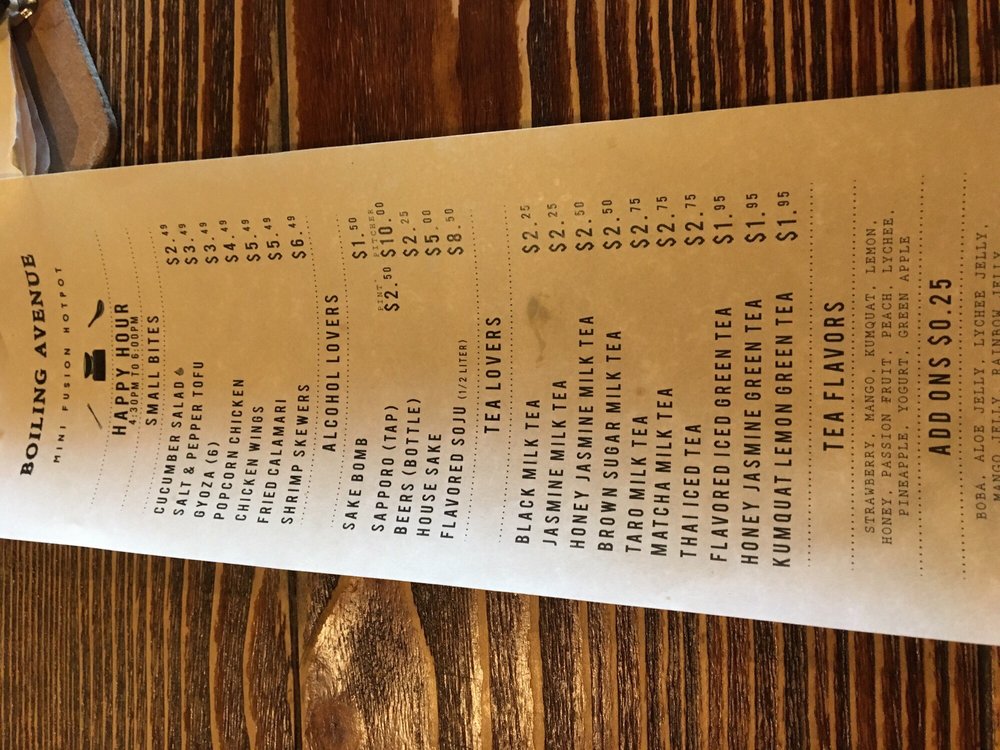 BOILING AVENUE
MINI FUSION HOTPOT
HAPPY HOUR
4:30PM TO 6:00PM
SMALL BITES
CUCUMBER SALAD $2.49
SALT & PEPPER TOFU $3.49
GYOZA (6) $3.49
POPCORN CHICKEN $4.49
CHICKEN WINGS $5.49
FRIED CALAMARI $5.49
SHRIMP SKEWERS $6.49
ALCOHOL LOVERS
SAKE BOMB $1.50
PINT PITCHER
SAPPORO (TAP) $2.50 $10.00
BEERS (BOTTLE) $2.25
HOUSE SAKE $5.00
FLAVORED SOJU (1/2 LITER) $8.50
TEA LOVERS
BLACK MILK TEA $2.25
JASMINE MILK TEA $2.25
HONEY JASMINE MILK TEA $2.50
BROWN SUGAR MILK TEA $2.50
TARO MILK TEA $2.75
MATCHA MILK TEA $2.75
THAI ICED TEA $2.75
FLAVORED ICED GREEN TEA $1.95
HONEY JASMINE GREEN TEA $1.95
KUMQUAT LEMON GREEN TEA $1.95
TEA FLAVORS
STRAWBERRY, MANGO, KUMQUAT, LEMON,
HONEY, PASSION FRUIT, PEACH, LYCHEE,
PINEAPPLE, YOGURT, GREEN APPLE
ADD ONS $0.25
BOBA, ALOE JELLY, LYCHEE JELLY,
MANGO JELLY, RAINBOW JELLY